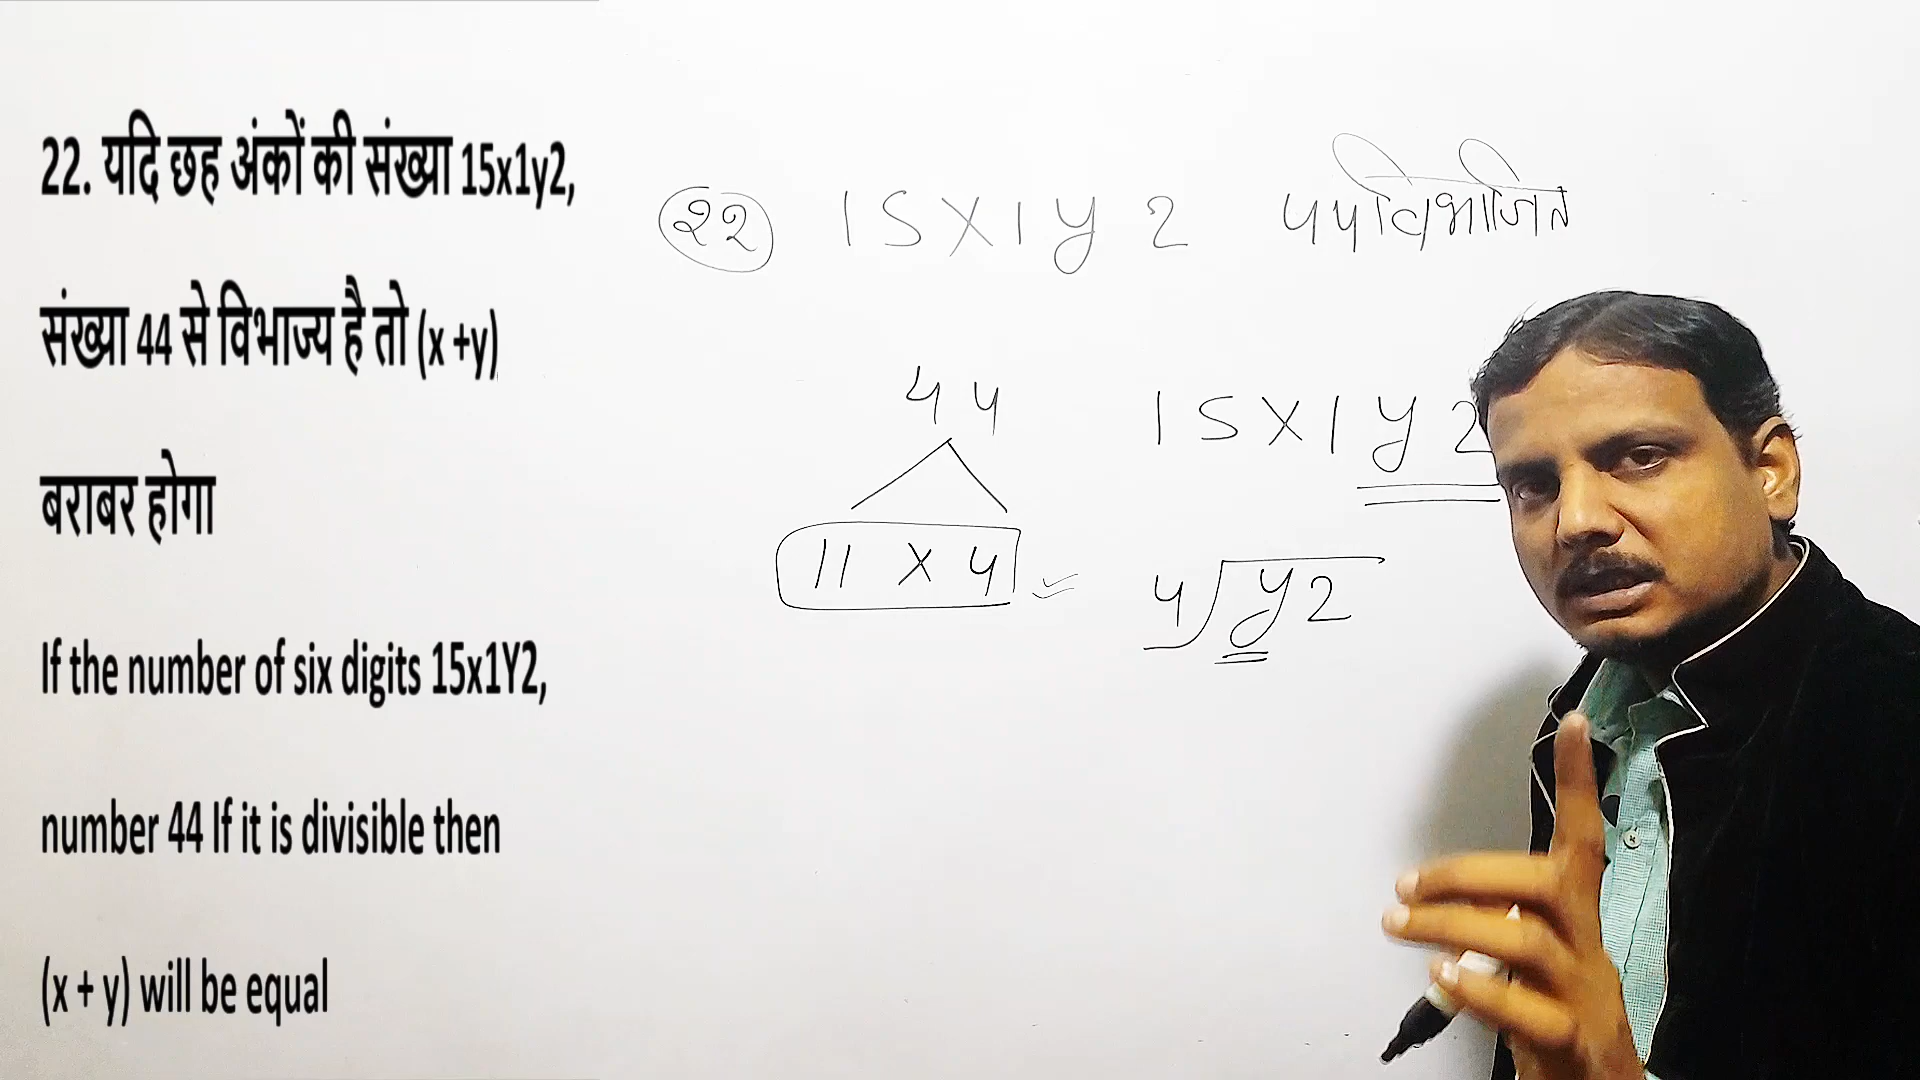 22. यदि छह अंकों की संख्या 15x1y2,
संख्या 44 से विभाज्य है तो (x +y)
बराबर होगा
If the number of six digits 15x1Y2,
number 44 If it is divisible then
(x + y) will be equal
२२ 15X1y2 44 विभाजित
44
11 X 4
15X1y2
4 y2